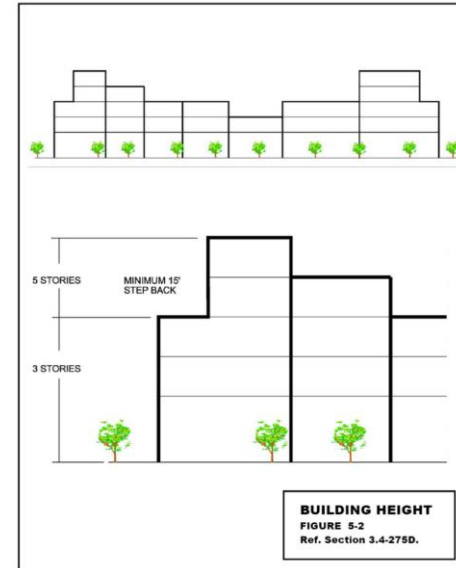 5 STORIES
MINIMUM 15'
STEP BACK
3 STORIES
BUILDING HEIGHT
FIGURE 5-2
Ref. Section 3.4-275D.